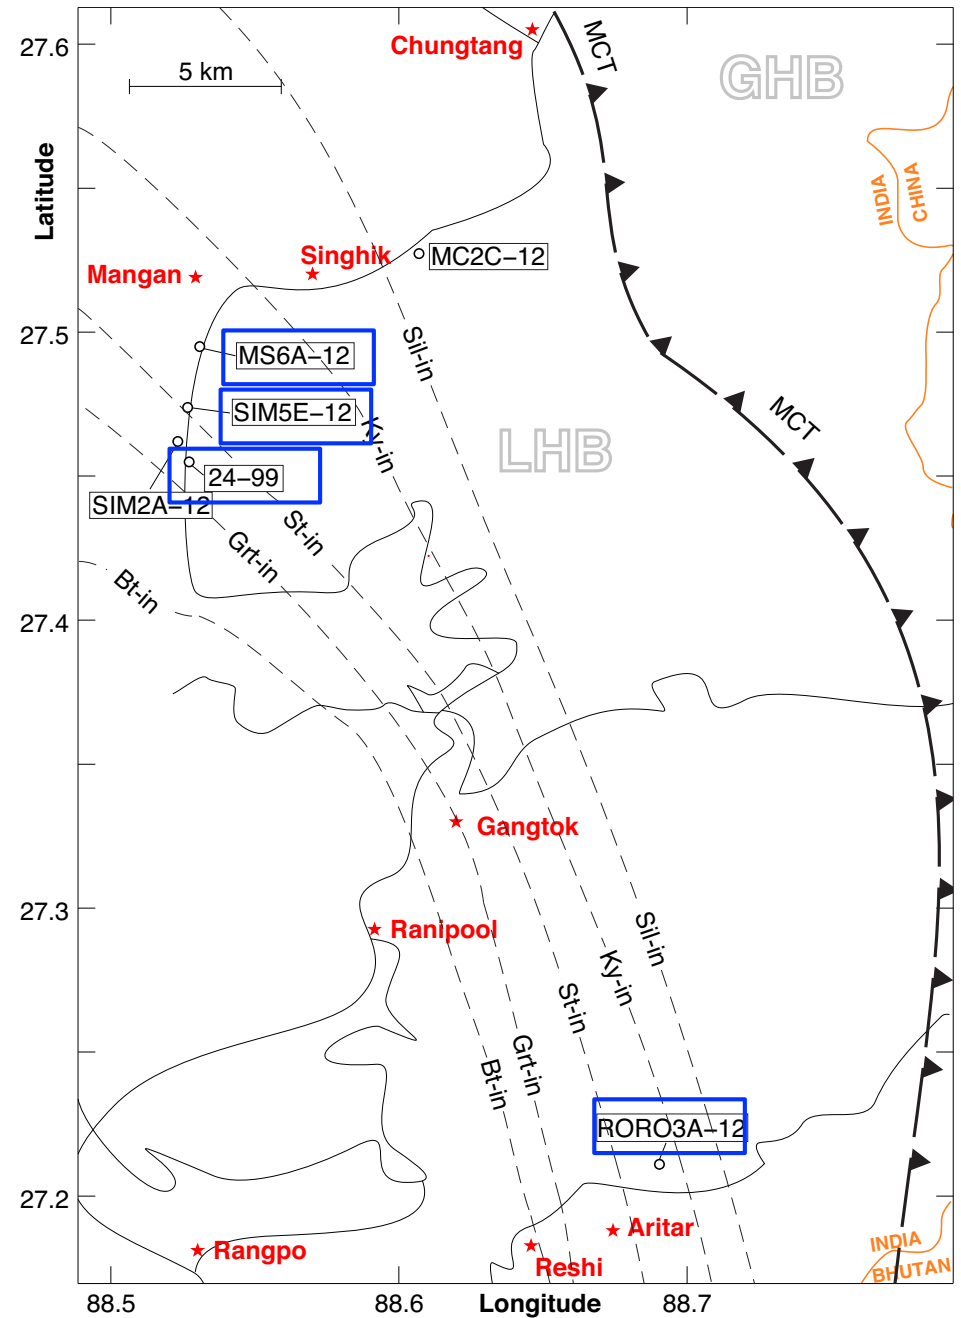 27.6
Chungtang
MCT
GHB
5 km
Latitude
INDIA
CHINA
Singhik
MC2C–12
Mangan
27.5
MS6A–12
Sil-in
SIM5E–12
MCT
Ky-in
LHB
24–99
SIM2A–12
St-in
Grt-in
Bt-in
27.4
Gangtok
27.3
Ranipool
Sil-in
Ky-in
St-in
Grt-in
Bt-in
RORO3A–12
27.2
Aritar
Rangpo
Reshi
INDIA
BHUTAN
88.5
88.6
Longitude
88.7